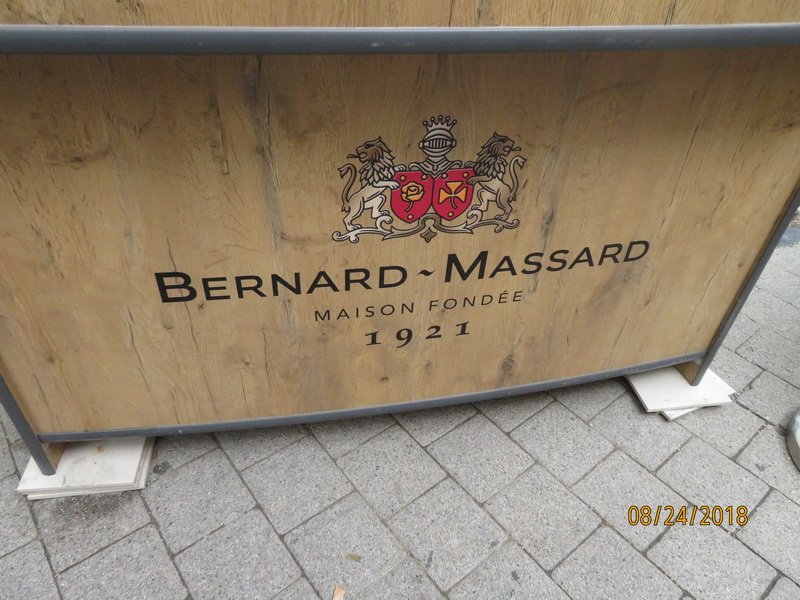 BERNARD ~ MASSARD
MAISON FONDÉE
1921
08/24/2018